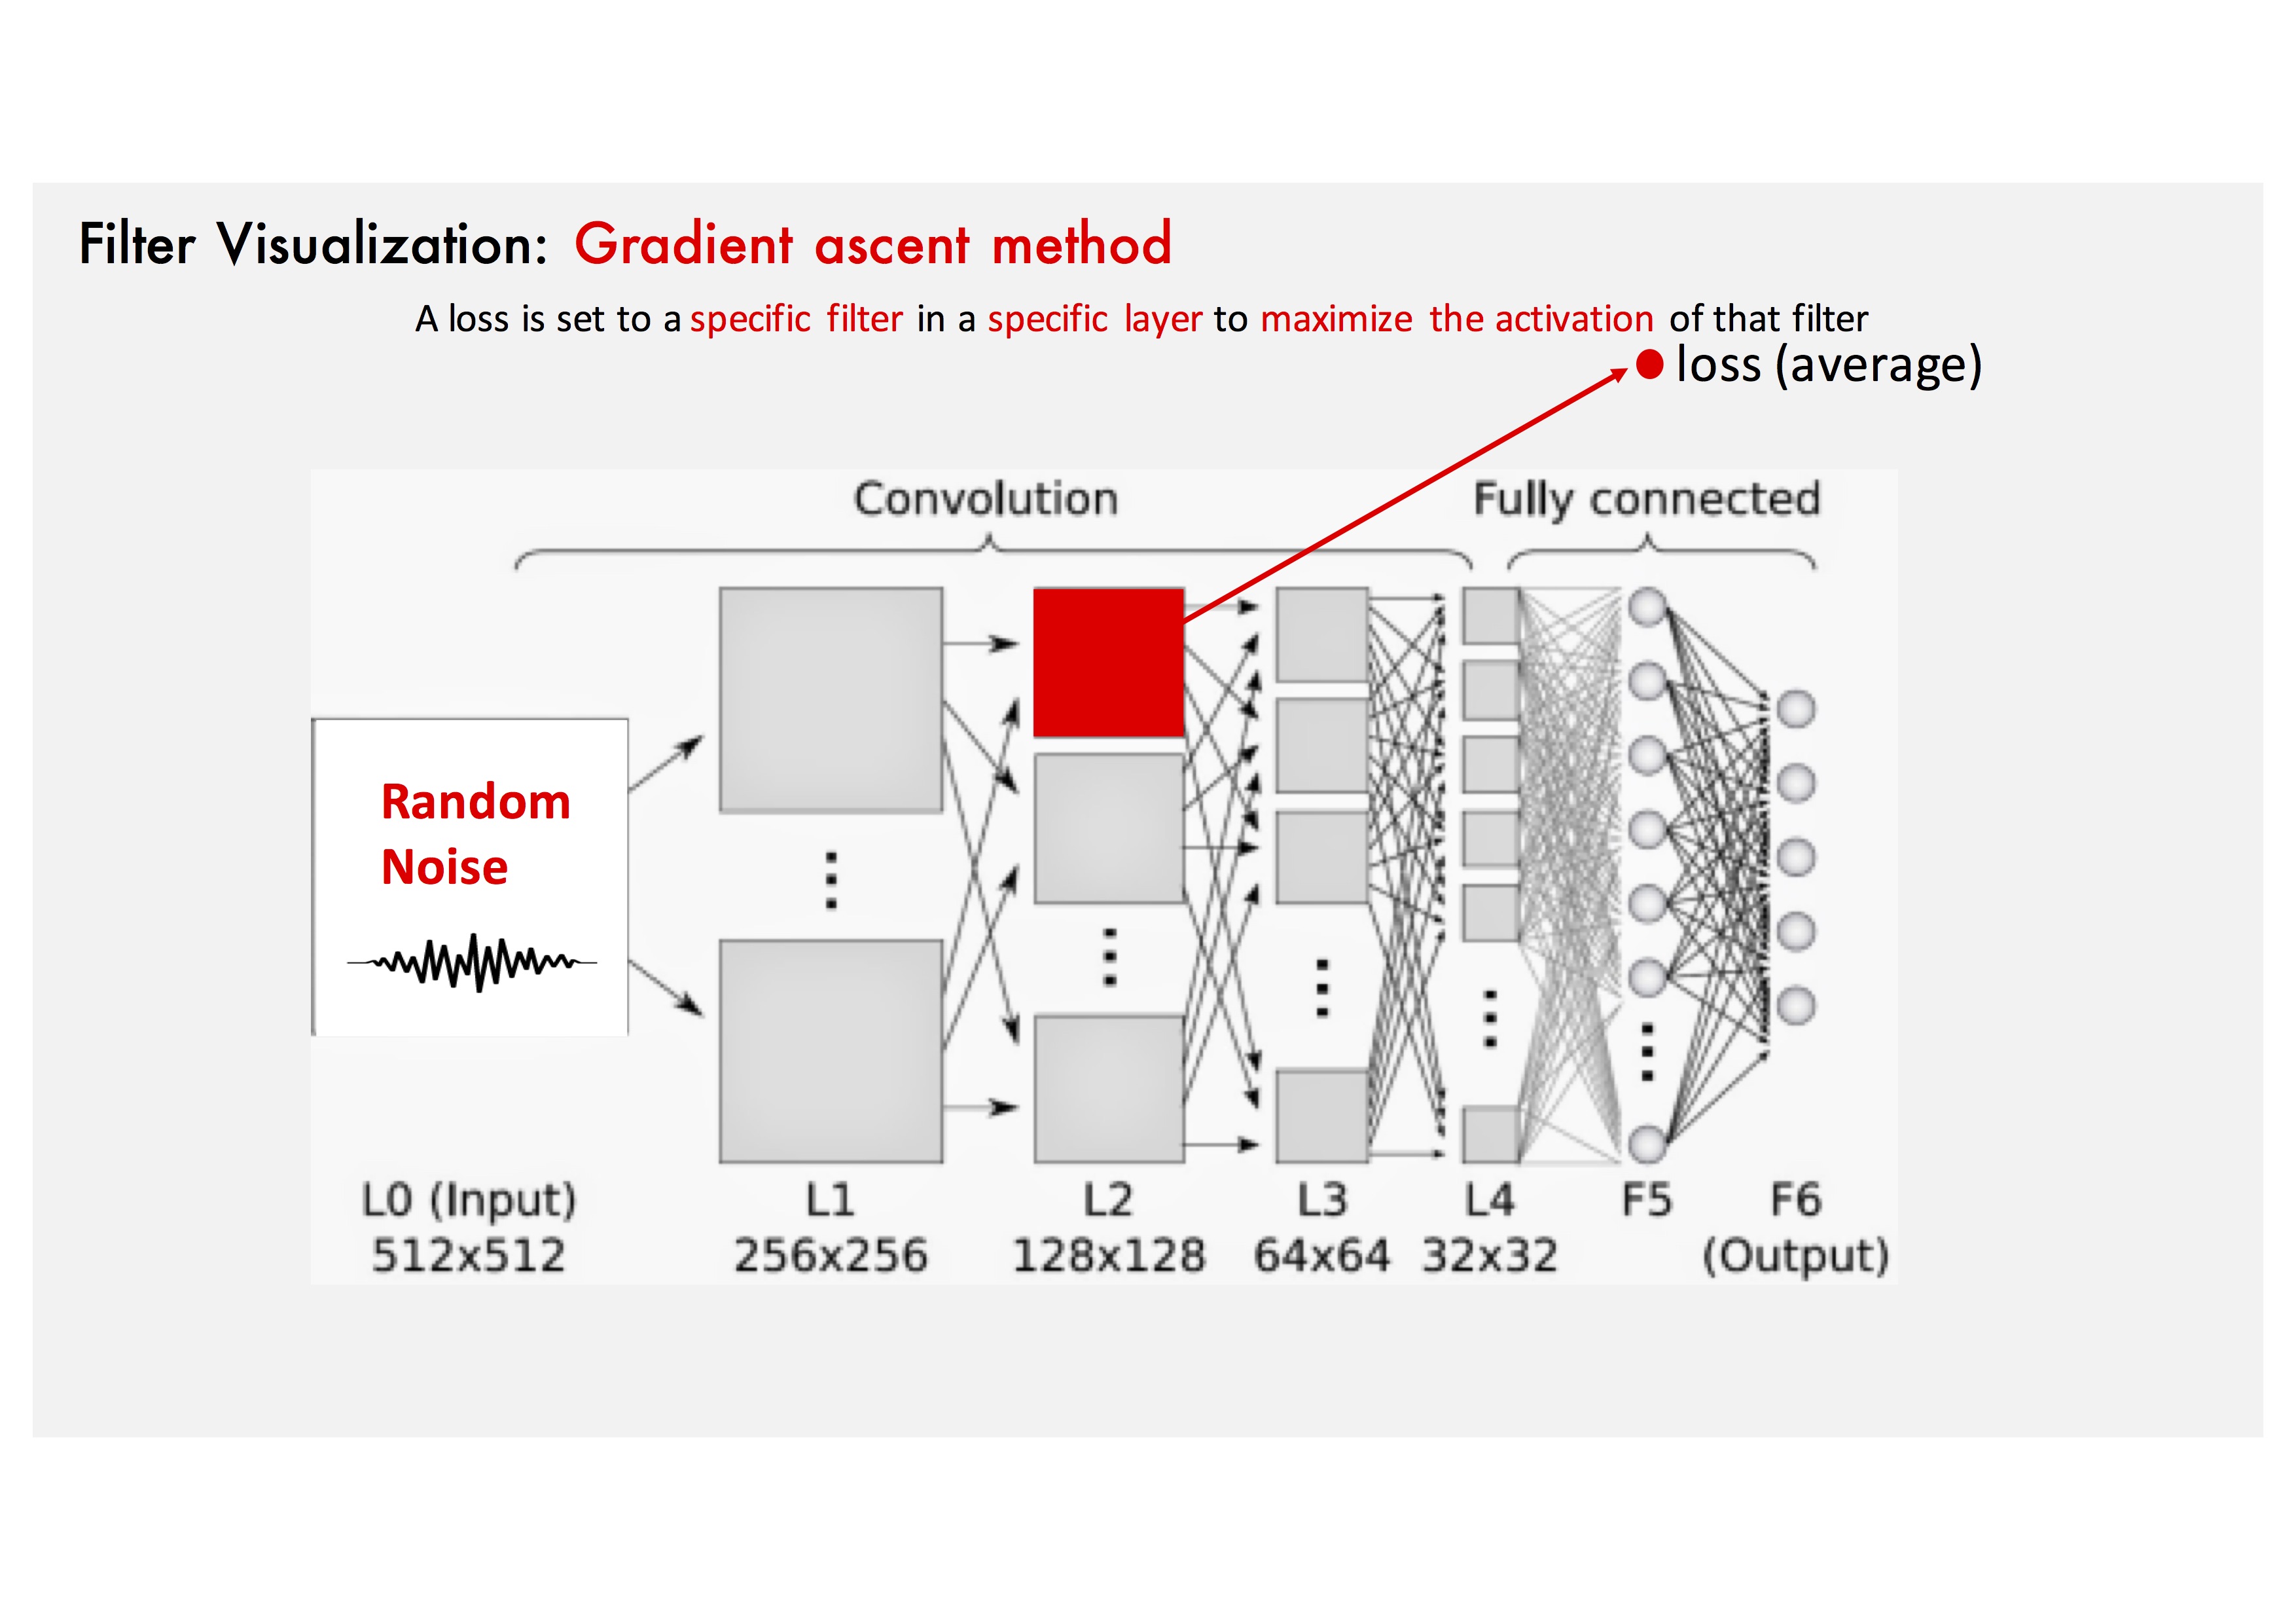 Filter Visualization: Gradient ascent method
A loss is set to a specific filter in a specific layer to maximize the activation of that filter
loss (average)
Convolution
Fully connected
Random
Noise
L0 (Input)
512x512
L1
256x256
L2
128x128
L3
64x64
L4
32x32
F5
F6
(Output)